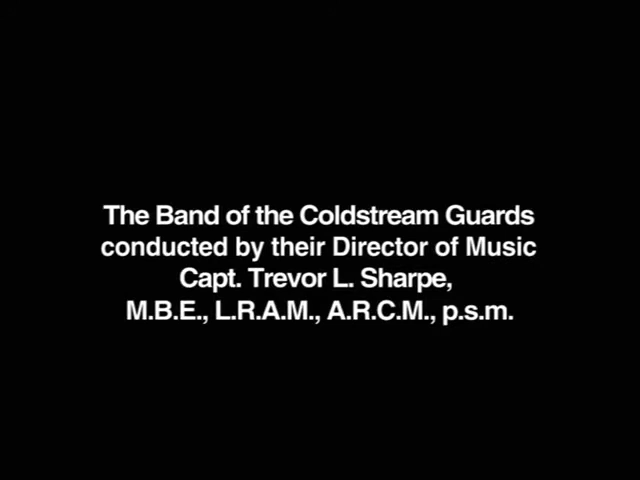 The Band of the Coldstream Guards
conducted by their Director of Music
Capt. Trevor L. Sharpe,
M.B.E., L.R.A.M., A.R.C.M., p.s.m.